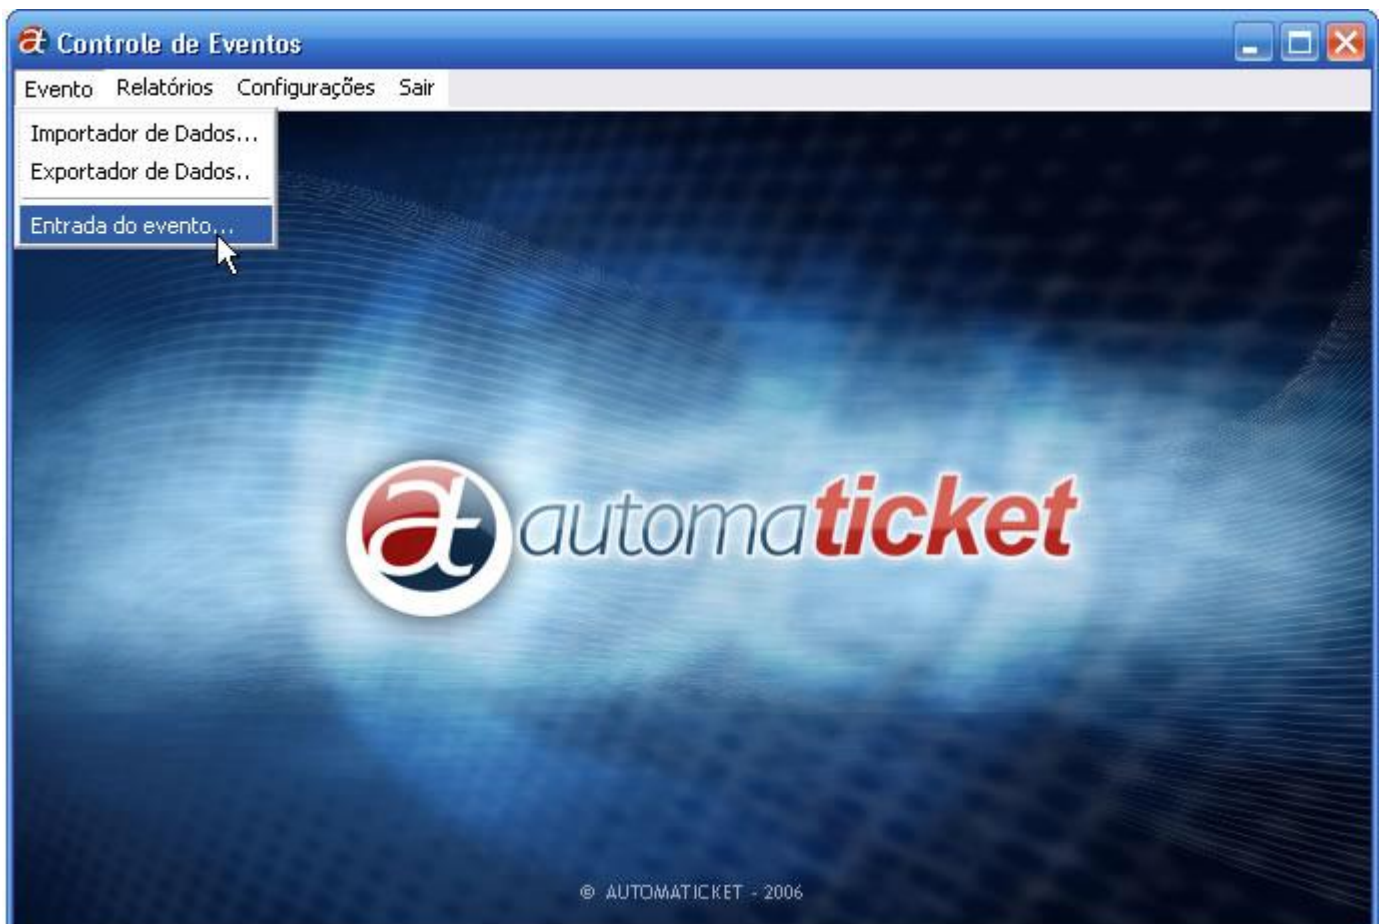 Controle de Eventos
Evento Relatórios Configurações Sair
Importador de Dados...
Exportador de Dados..
Entrada do evento...
at automaticket
© AUTOMATICKET - 2006